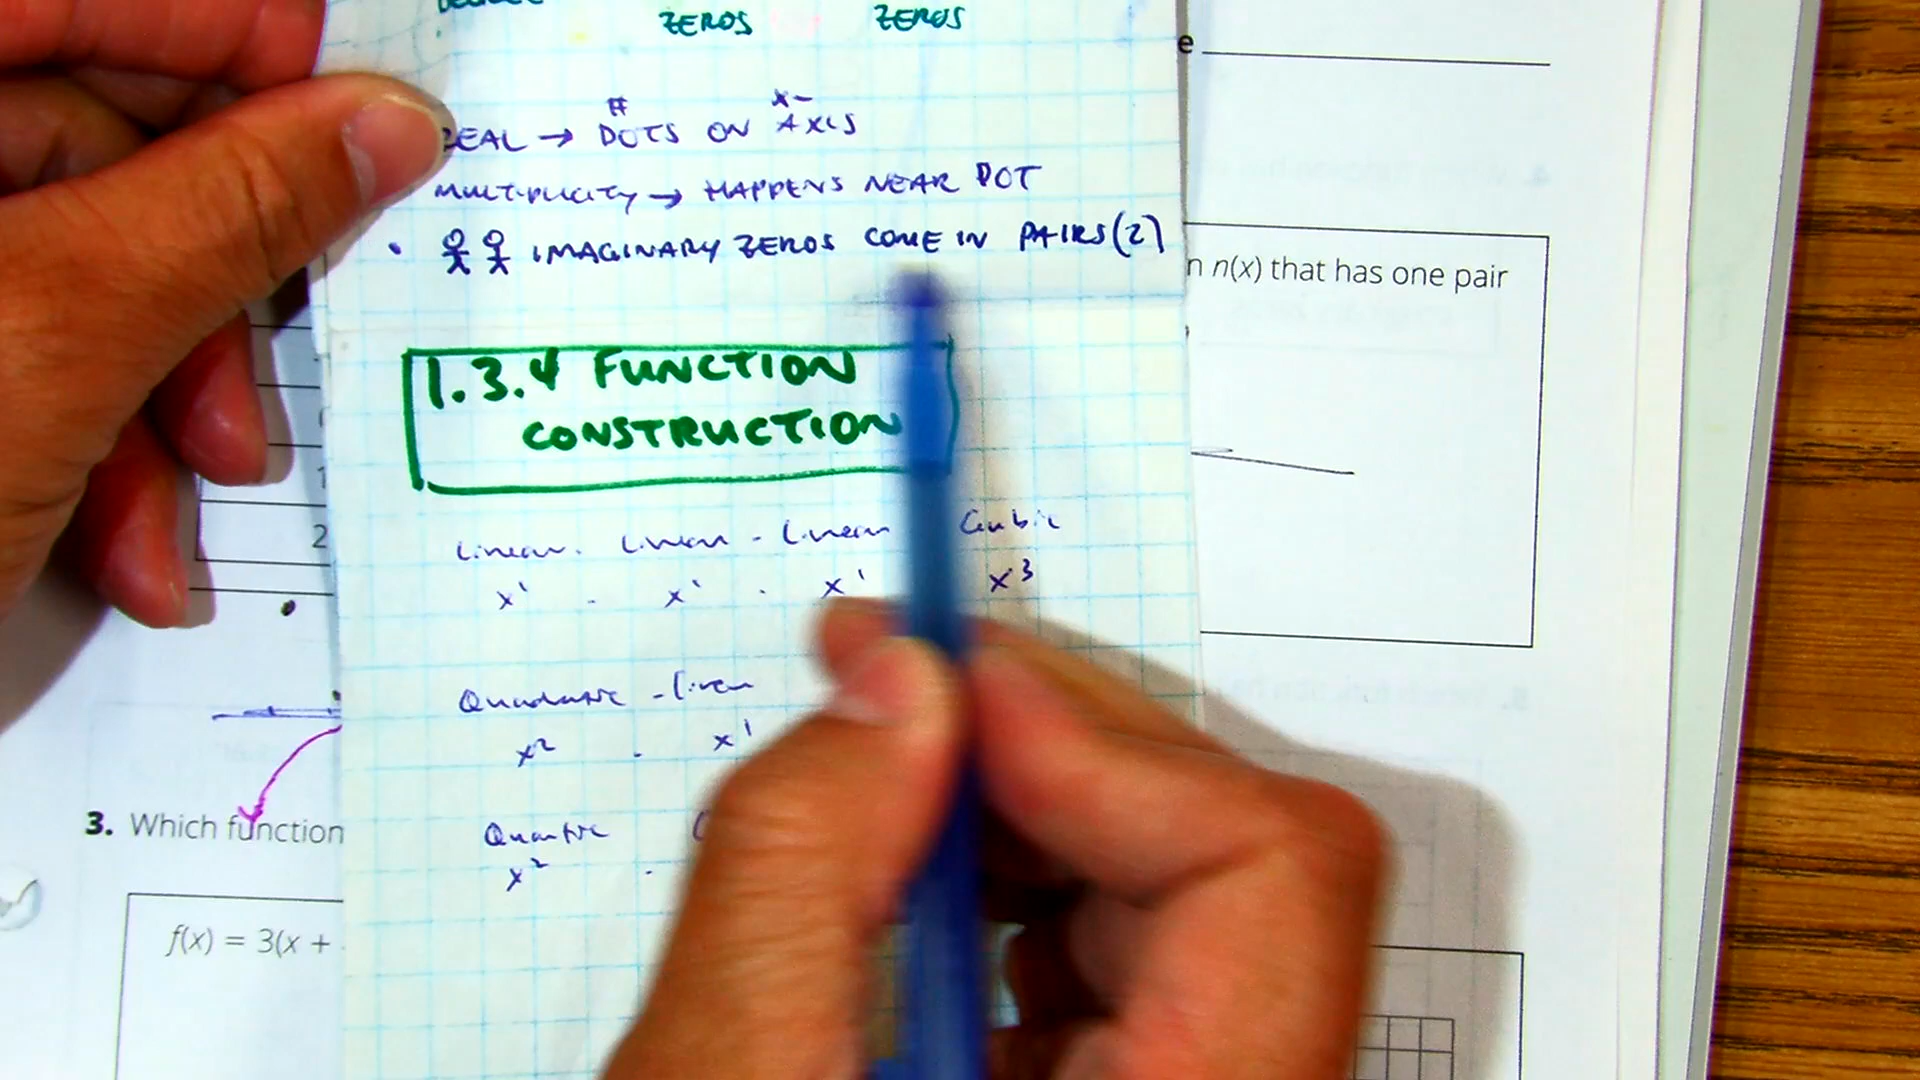 ZEROS ZEROS
e
#
x-
REAL → DOTS ON AXIS
MULTIPLICITY → HAPPENS NEAR DOT
• IMAGINARY ZEROS COME IN PAIRS (2)
n n(x) that has one pair
1.3.4 FUNCTION
CONSTRUCTION
Linear · Linear · Linear Cubic
x¹ · x¹ · x¹ x³
2
Quadratic · Linear
x² · x¹
3. Which function
x² ·
f(x) = 3(x +